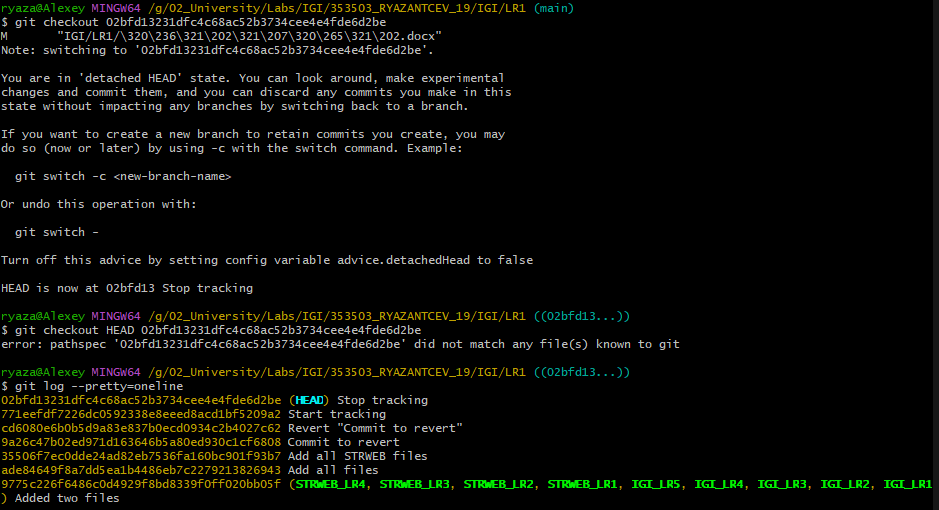 ryaza@Alexey MINGW64 /g/02_University/Labs/IGI/353503_RYAZANTCEV_19/IGI/LR1 (main)
$ git checkout 02bfd13231dfc4c68ac52b3734cee4e4fde6d2be
M       "IGI/LR1/\320\236\321\202\321\207\320\265\321\202.docx"
Note: switching to '02bfd13231dfc4c68ac52b3734cee4e4fde6d2be'.
You are in 'detached HEAD' state. You can look around, make experimental
changes and commit them, and you can discard any commits you make in this
state without impacting any branches by switching back to a branch.
If you want to create a new branch to retain commits you create, you may
do so (now or later) by using -c with the switch command. Example:
git switch -c <new-branch-name>
Or undo this operation with:
git switch -
Turn off this advice by setting config variable advice.detachedHead to false
HEAD is now at 02bfd13 Stop tracking
ryaza@Alexey MINGW64 /g/02_University/Labs/IGI/353503_RYAZANTCEV_19/IGI/LR1 ((02bfd13...))
$ git checkout HEAD 02bfd13231dfc4c68ac52b3734cee4e4fde6d2be
error: pathspec '02bfd13231dfc4c68ac52b3734cee4e4fde6d2be' did not match any file(s) known to git
ryaza@Alexey MINGW64 /g/02_University/Labs/IGI/353503_RYAZANTCEV_19/IGI/LR1 ((02bfd13...))
$ git log --pretty=oneline
02bfd13231dfc4c68ac52b3734cee4e4fde6d2be (HEAD) Stop tracking
771eefdf7226dc0592338e8eeed8acd1bf5209a2 Start tracking
cd6080e6b0b5d9a83e837b0ecd0934c2b4027c62 Revert "Commit to revert"
9a26c47b02ed971d163646b5a80ed930c1cf6808 Commit to revert
35506f7ec0dde24ad82eb7536fa160bc901f93b7 Add all STRWEB files
ade84649f8a7dd5ea1b4486eb7c2279213826943 Add all files
9775c226f6486c0d4929f8bd8339f0ff020bb05f (STRWEB_LR4, STRWEB_LR3, STRWEB_LR2, STRWEB_LR1, IGI_LR5, IGI_LR4, IGI_LR3, IGI_LR2, IGI_LR1
) Added two files